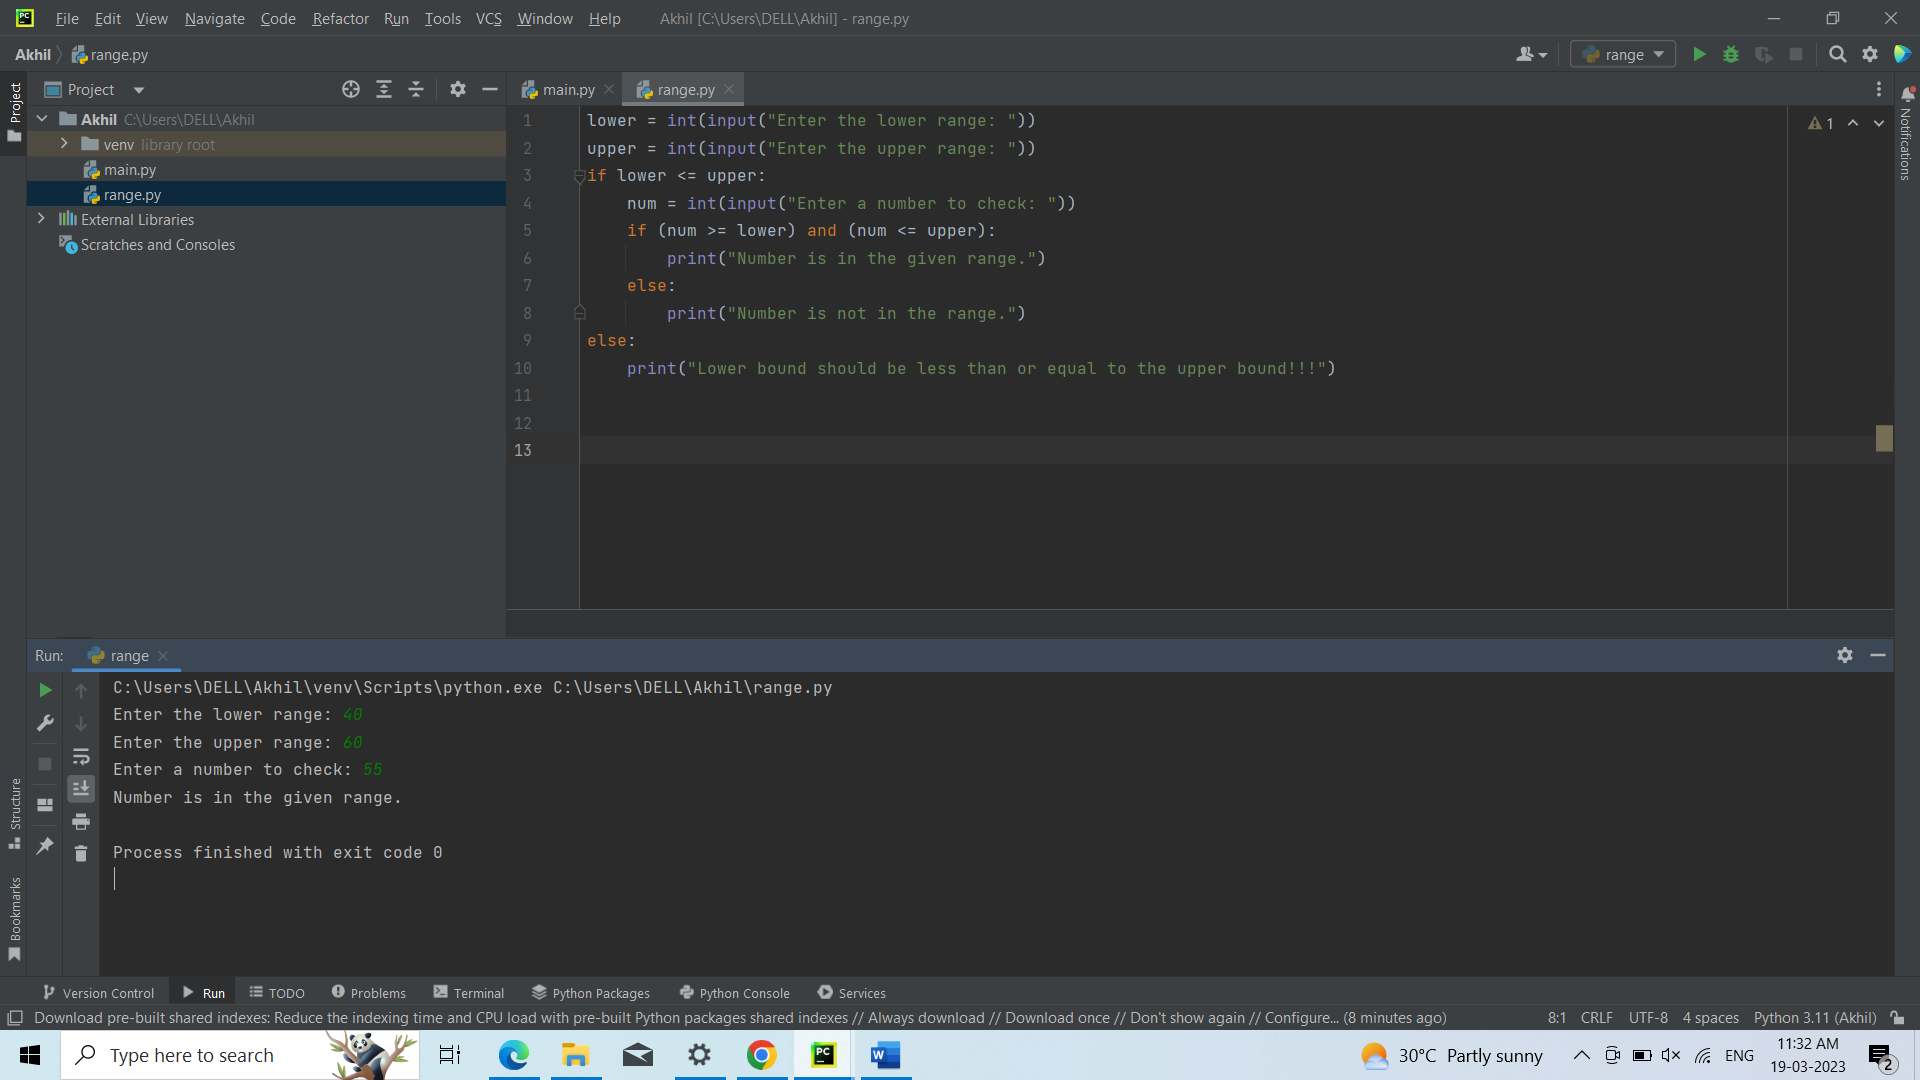 File Edit View Navigate Code Refactor Run Tools VCS Window Help Akhil [C:\Users\DELL\Akhil] - range.py
Akhil range.py
range
Project
main.py
range.py
Akhil C:\Users\DELL\Akhil
venv library root
main.py
range.py
External Libraries
Scratches and Consoles
Project
Structure
Bookmarks
Notifications
1
1 lower = int(input("Enter the lower range: "))
2 upper = int(input("Enter the upper range: "))
3 if lower <= upper:
4     num = int(input("Enter a number to check: "))
5     if (num >= lower) and (num <= upper):
6         print("Number is in the given range.")
7     else:
8         print("Number is not in the range.")
9 else:
10     print("Lower bound should be less than or equal to the upper bound!!!")
11
12
13
Run: range
C:\Users\DELL\Akhil\venv\Scripts\python.exe C:\Users\DELL\Akhil\range.py
Enter the lower range: 40
Enter the upper range: 60
Enter a number to check: 55
Number is in the given range.
Process finished with exit code 0
Version Control Run TODO Problems Terminal Python Packages Python Console Services
Download pre-built shared indexes: Reduce the indexing time and CPU load with pre-built Python packages shared indexes // Always download // Download once // Don't show again // Configure... (8 minutes ago) 8:1 CRLF UTF-8 4 spaces Python 3.11 (Akhil)
Type here to search
30°C Partly sunny
ENG
11:32 AM
19-03-2023
2